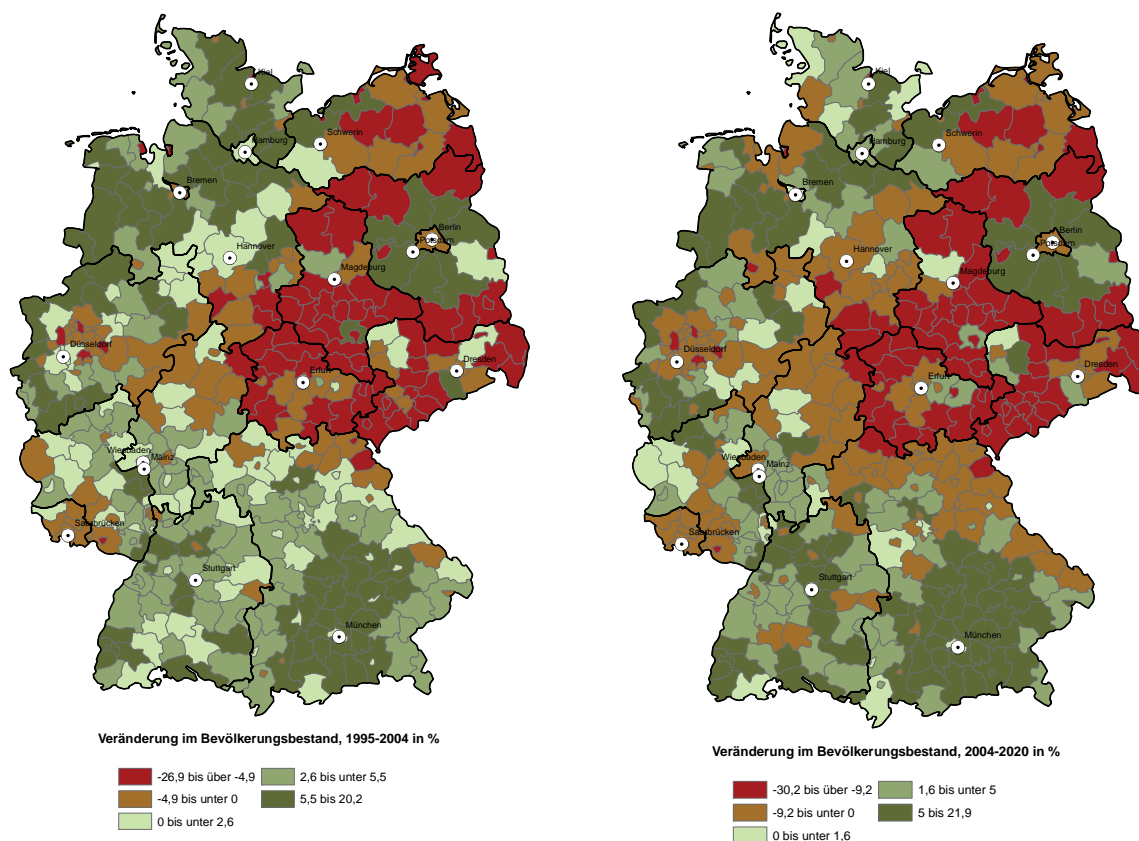 Kiel
Schwerin
Hamburg
Bremen
Berlin
Potsdam
Hannover
Magdeburg
Düsseldorf
Dresden
Erfurt
Wiesbaden
Mainz
Saarbrücken
Stuttgart
München
Veränderung im Bevölkerungsbestand, 1995-2004 in %
-26,9 bis über -4,9
2,6 bis unter 5,5
-4,9 bis unter 0
5,5 bis 20,2
0 bis unter 2,6
Kiel
Schwerin
Hamburg
Bremen
Berlin
Potsdam
Hannover
Magdeburg
Düsseldorf
Dresden
Erfurt
Wiesbaden
Mainz
Saarbrücken
Stuttgart
München
Veränderung im Bevölkerungsbestand, 2004-2020 in %
-30,2 bis über -9,2
1,6 bis unter 5
-9,2 bis unter 0
5 bis 21,9
0 bis unter 1,6